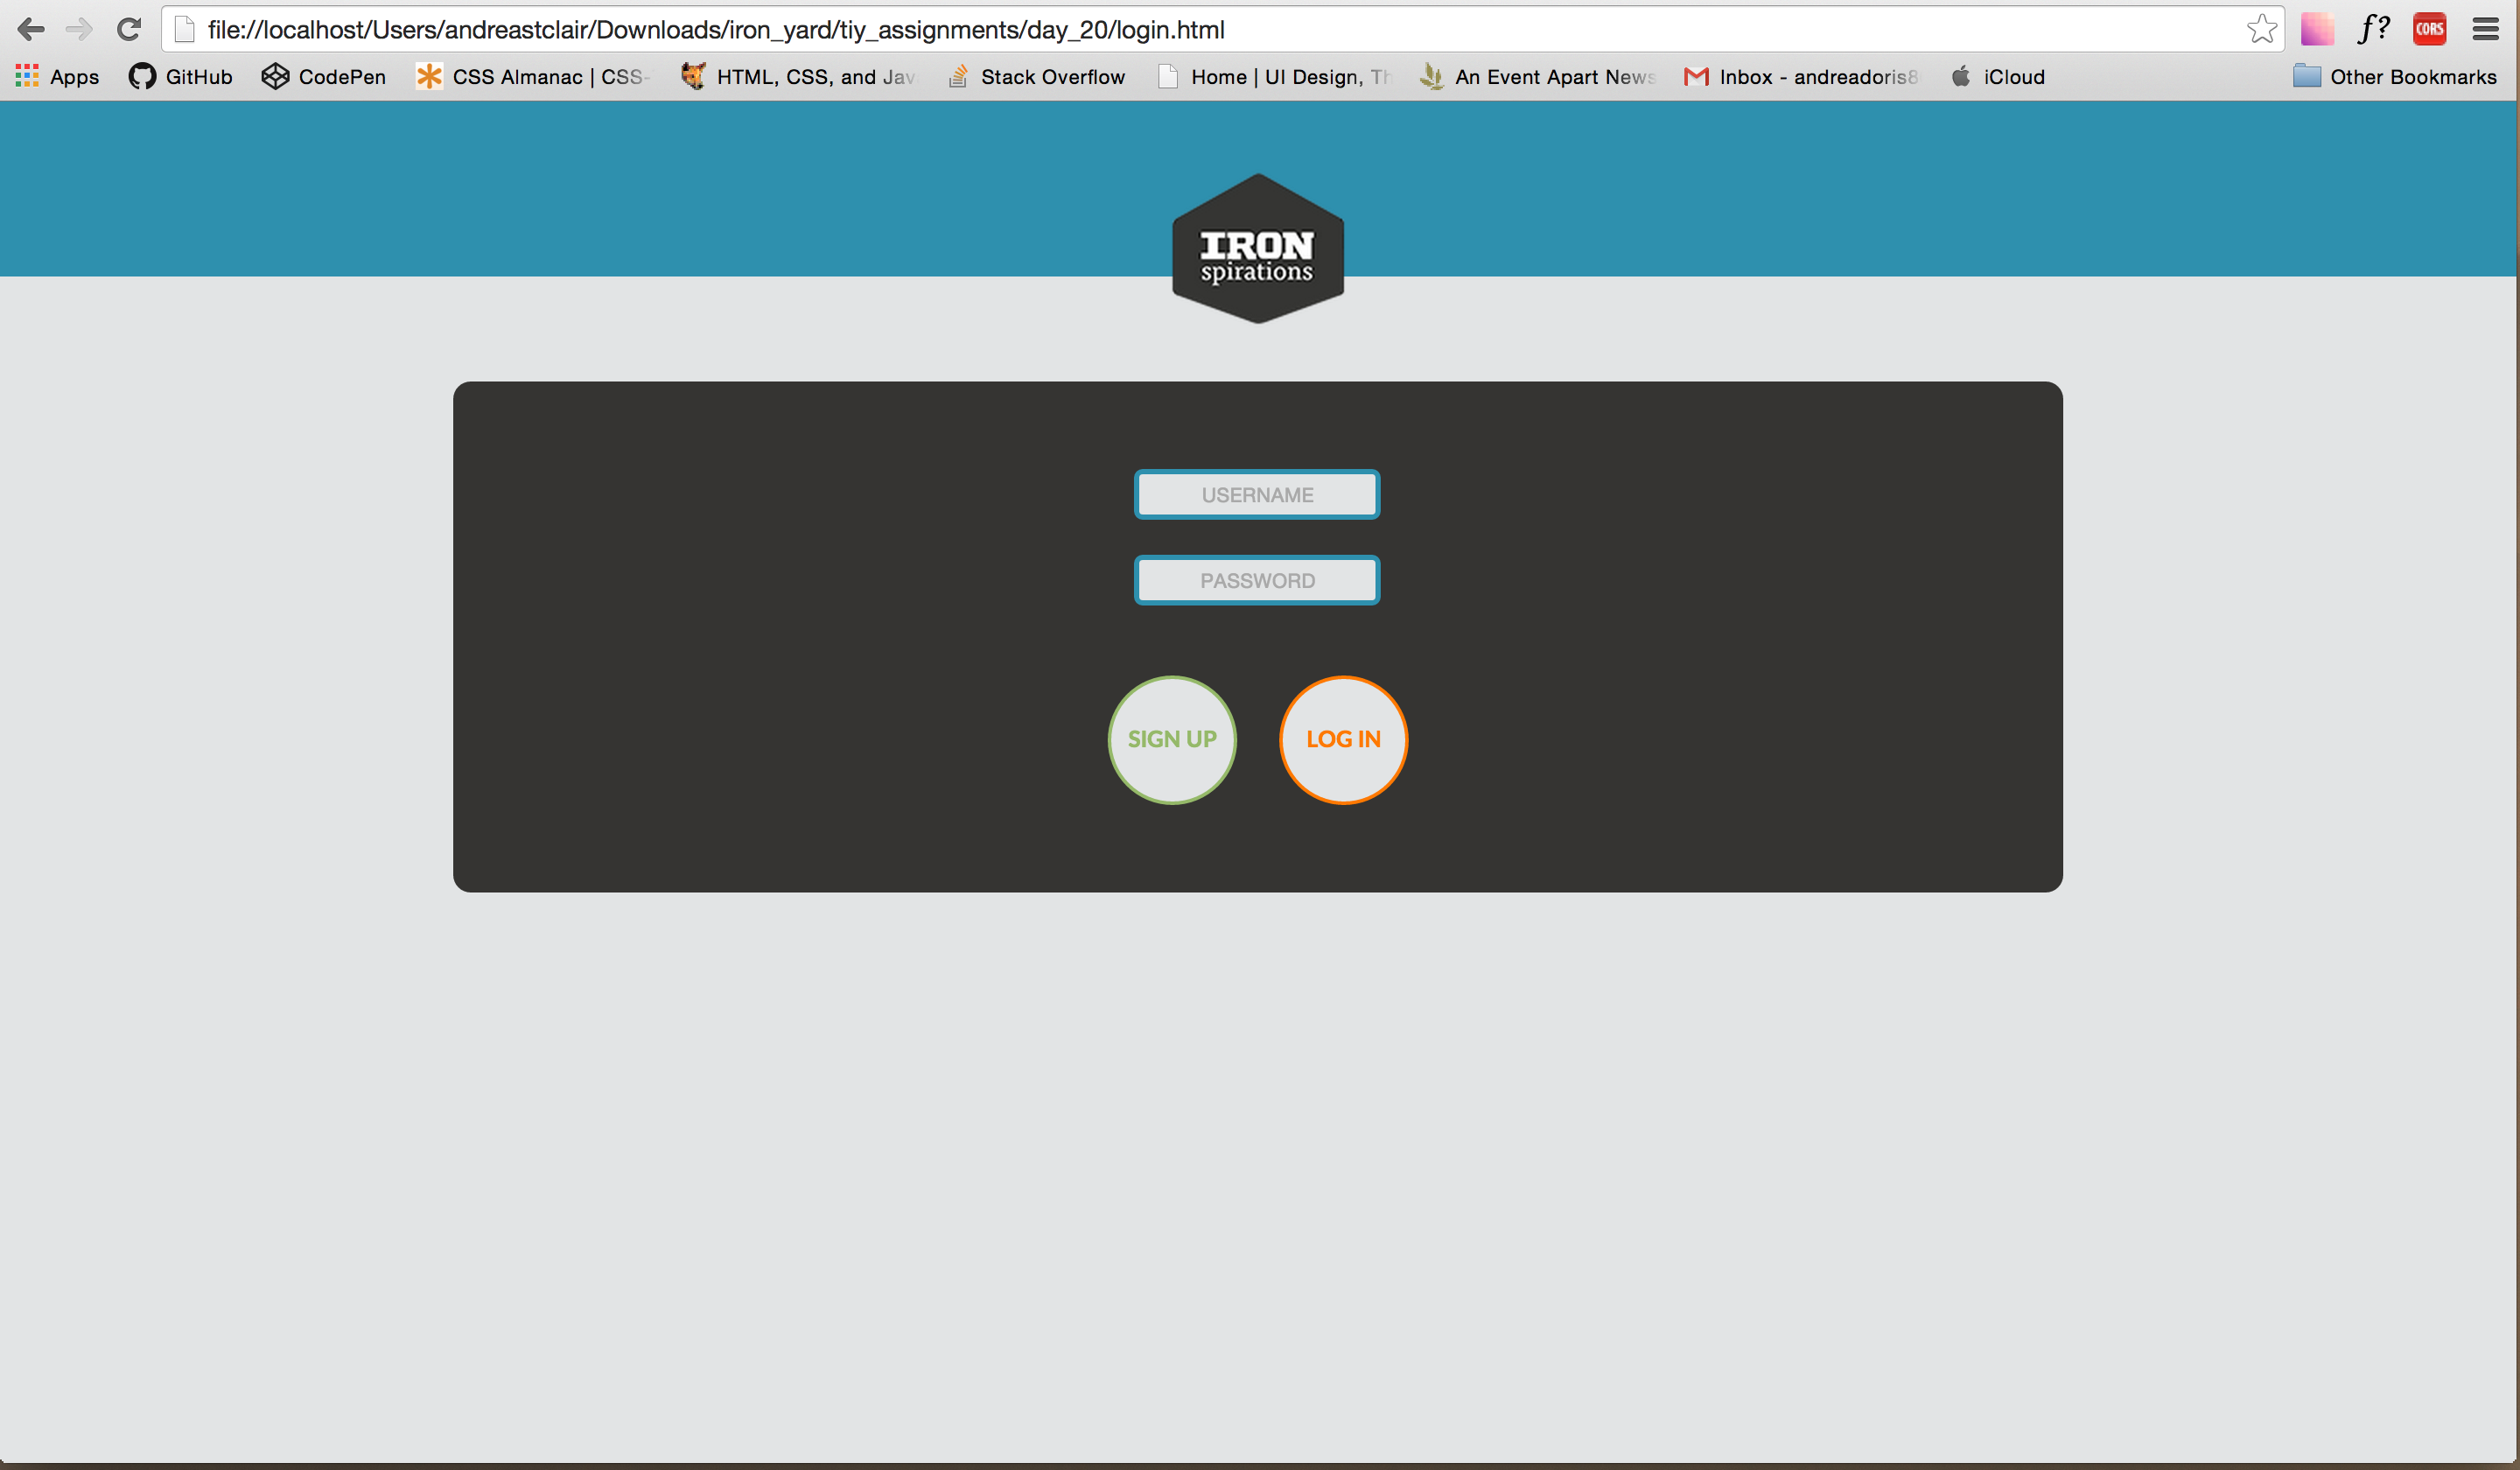 file://localhost/Users/andreastclair/Downloads/iron_yard/tiy_assignments/day_20/login.html
f?
CORS
Apps GitHub CodePen CSS Almanac | CSS- HTML, CSS, and Jav Stack Overflow Home | UI Design, Th An Event Apart News Inbox - andreadoris8 iCloud Other Bookmarks
IRON
spirations
USERNAME
PASSWORD
SIGN UP LOG IN